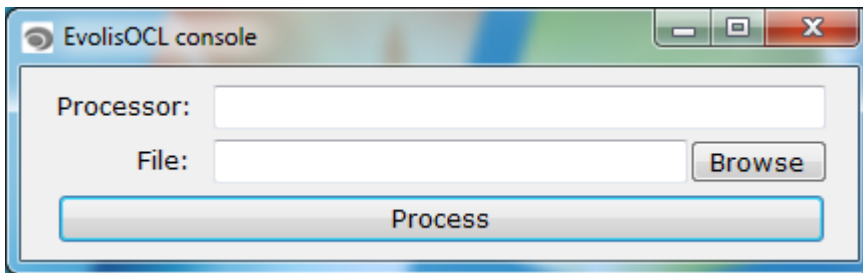 EvolisOCL console
Processor:
File: Browse
Process